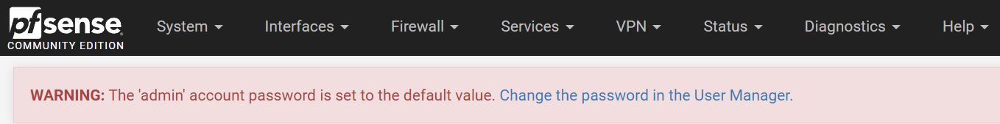 pfsense
COMMUNITY EDITION
System Interfaces Firewall Services VPN Status Diagnostics Help
WARNING: The 'admin' account password is set to the default value. Change the password in the User Manager.